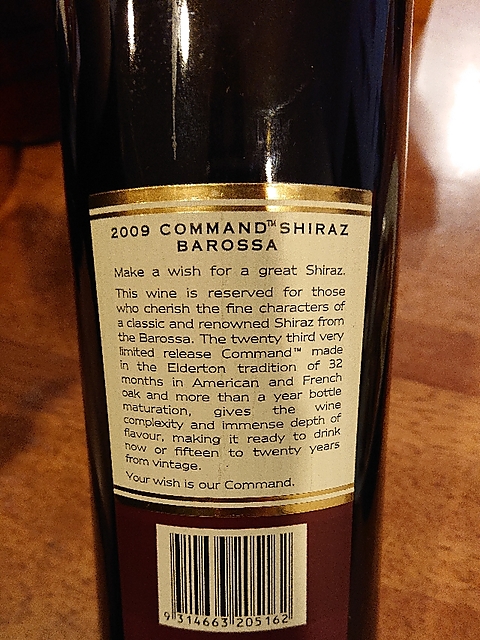 2009 COMMAND™ SHIRAZ
BAROSSA
Make a wish for a great Shiraz.
This wine is reserved for those
who cherish the fine characters of
a classic and renowned Shiraz from
the Barossa. The twenty third very
limited release Command™ made
in the Elderton tradition of 32
months in American and French
oak and more than a year bottle
maturation, gives the wine
complexity and immense depth of
flavour, making it ready to drink
now or fifteen to twenty years
from vintage.
Your wish is our Command.
9 314663 205162